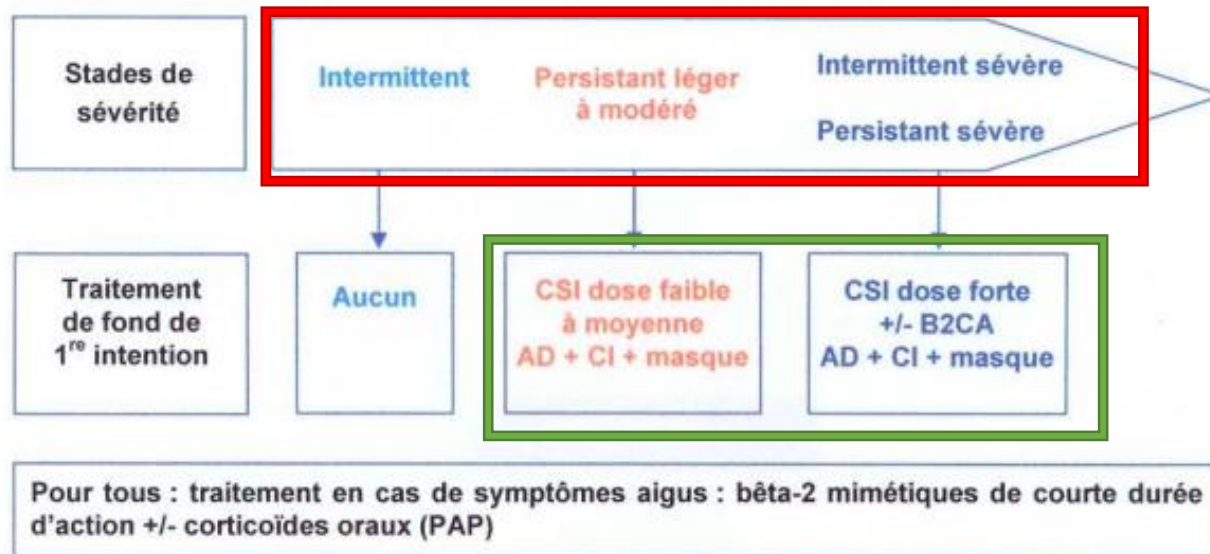 Stades de
sévérité
Intermittent
Persistant léger
à modéré
Intermittent sévère
Persistant sévère
Traitement
de fond de
1re intention
Aucun
CSI dose faible
à moyenne
AD + CI + masque
CSI dose forte
+/- B2CA
AD + CI + masque
Pour tous : traitement en cas de symptômes aigus : bêta-2 mimétiques de courte durée
d'action +/- corticoïdes oraux (PAP)